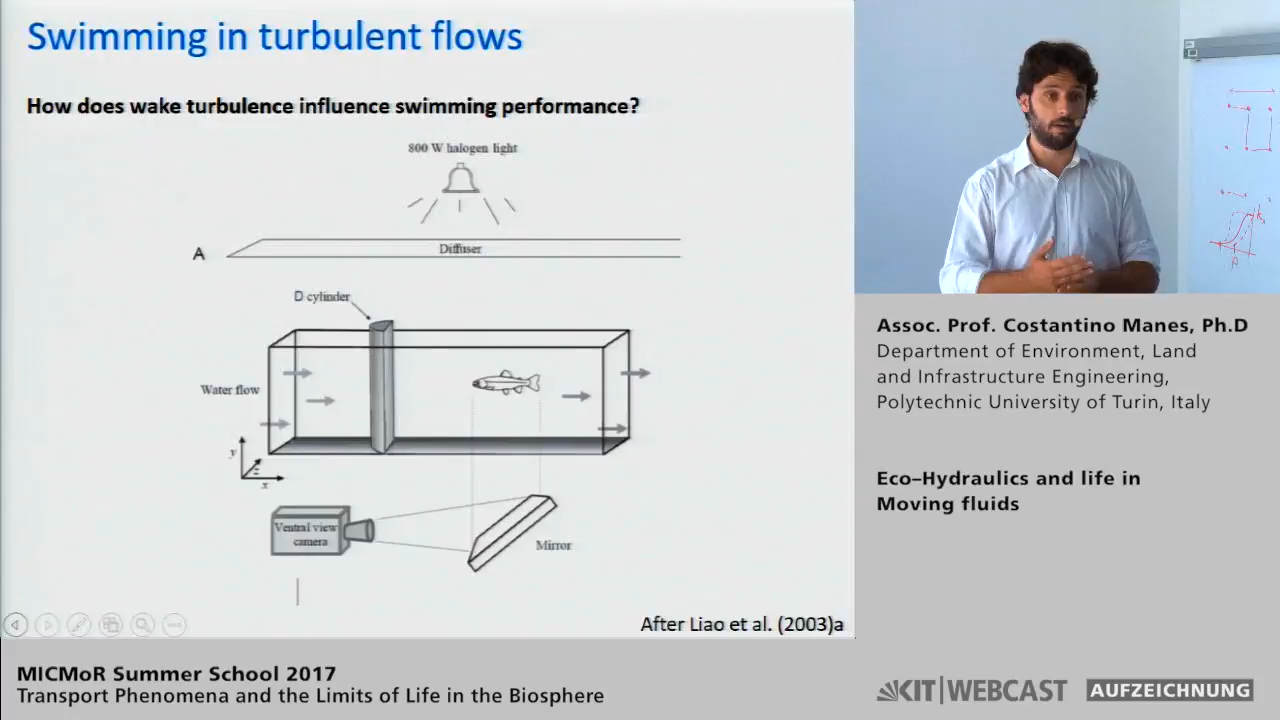 Swimming in turbulent flows
How does wake turbulence influence swimming performance?
800 W halogen light
A
Diffuser
D cylinder
Water flow
y
z
x
Ventral view
camera
Mirror
After Liao et al. (2003)a
Assoc. Prof. Costantino Manes, Ph.D
Department of Environment, Land
and Infrastructure Engineering,
Polytechnic University of Turin, Italy
Eco–Hydraulics and life in
Moving fluids
MICMoR Summer School 2017
Transport Phenomena and the Limits of Life in the Biosphere
KIT|WEBCAST
AUFZEICHNUNG